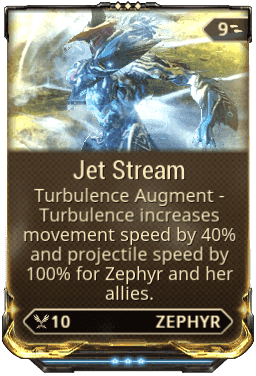 9
Jet Stream
Turbulence Augment -
Turbulence increases
movement speed by 40%
and projectile speed by
100% for Zephyr and her
allies.
10 ZEPHYR